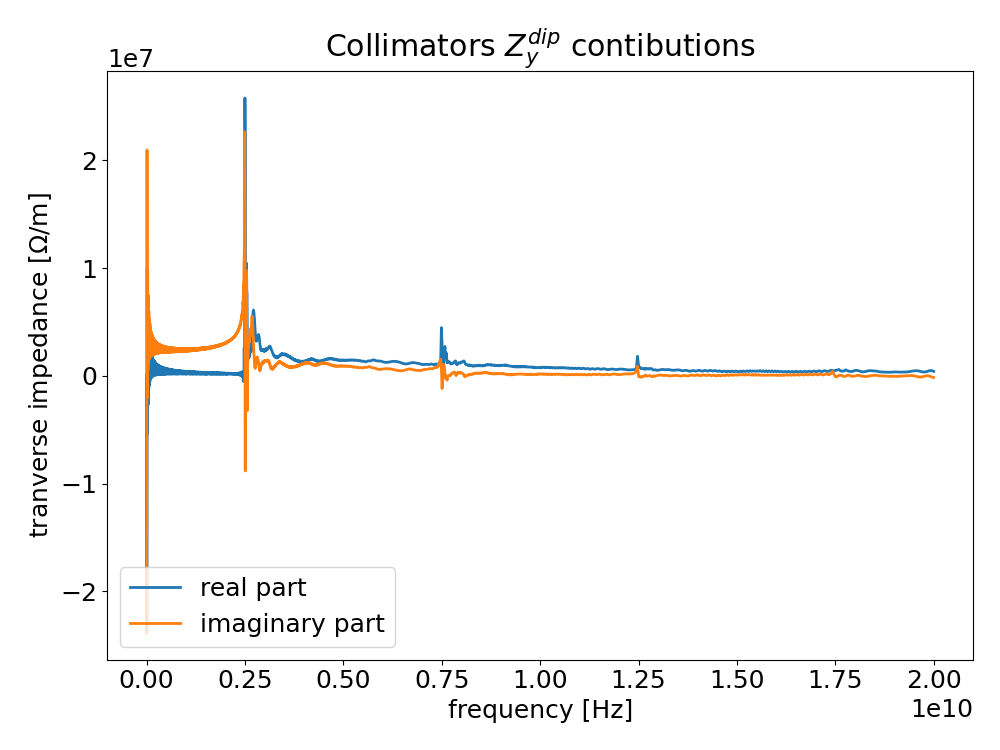 Collimators $Z_y^{dip}$ contibutions
1e7
tranverse impedance [Ω/m]
2
1
0
−1
−2
real part
imaginary part
0.00 0.25 0.50 0.75 1.00 1.25 1.50 1.75 2.00
1e10
frequency [Hz]